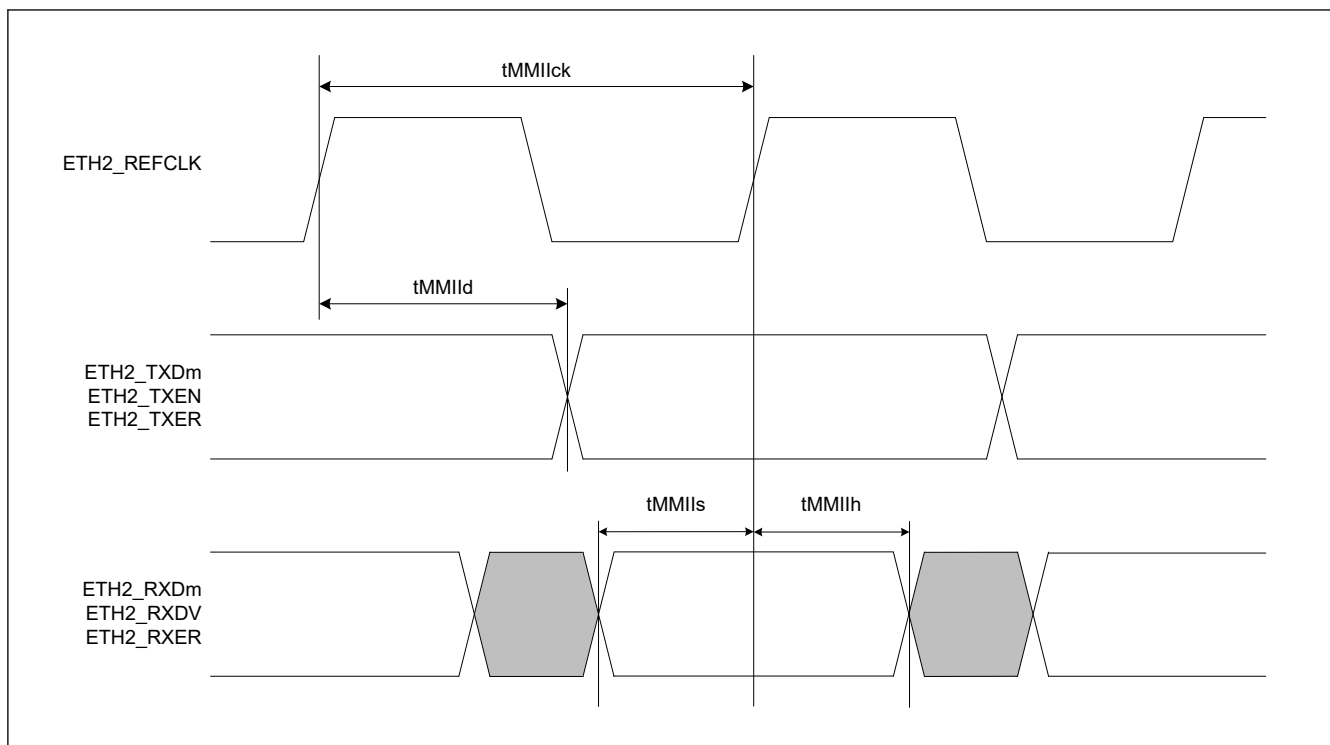 tMMIIck
ETH2_REFCLK
tMMIId
ETH2_TXDm
ETH2_TXEN
ETH2_TXER
tMMIIs
tMMIIh
ETH2_RXDm
ETH2_RXDV
ETH2_RXER